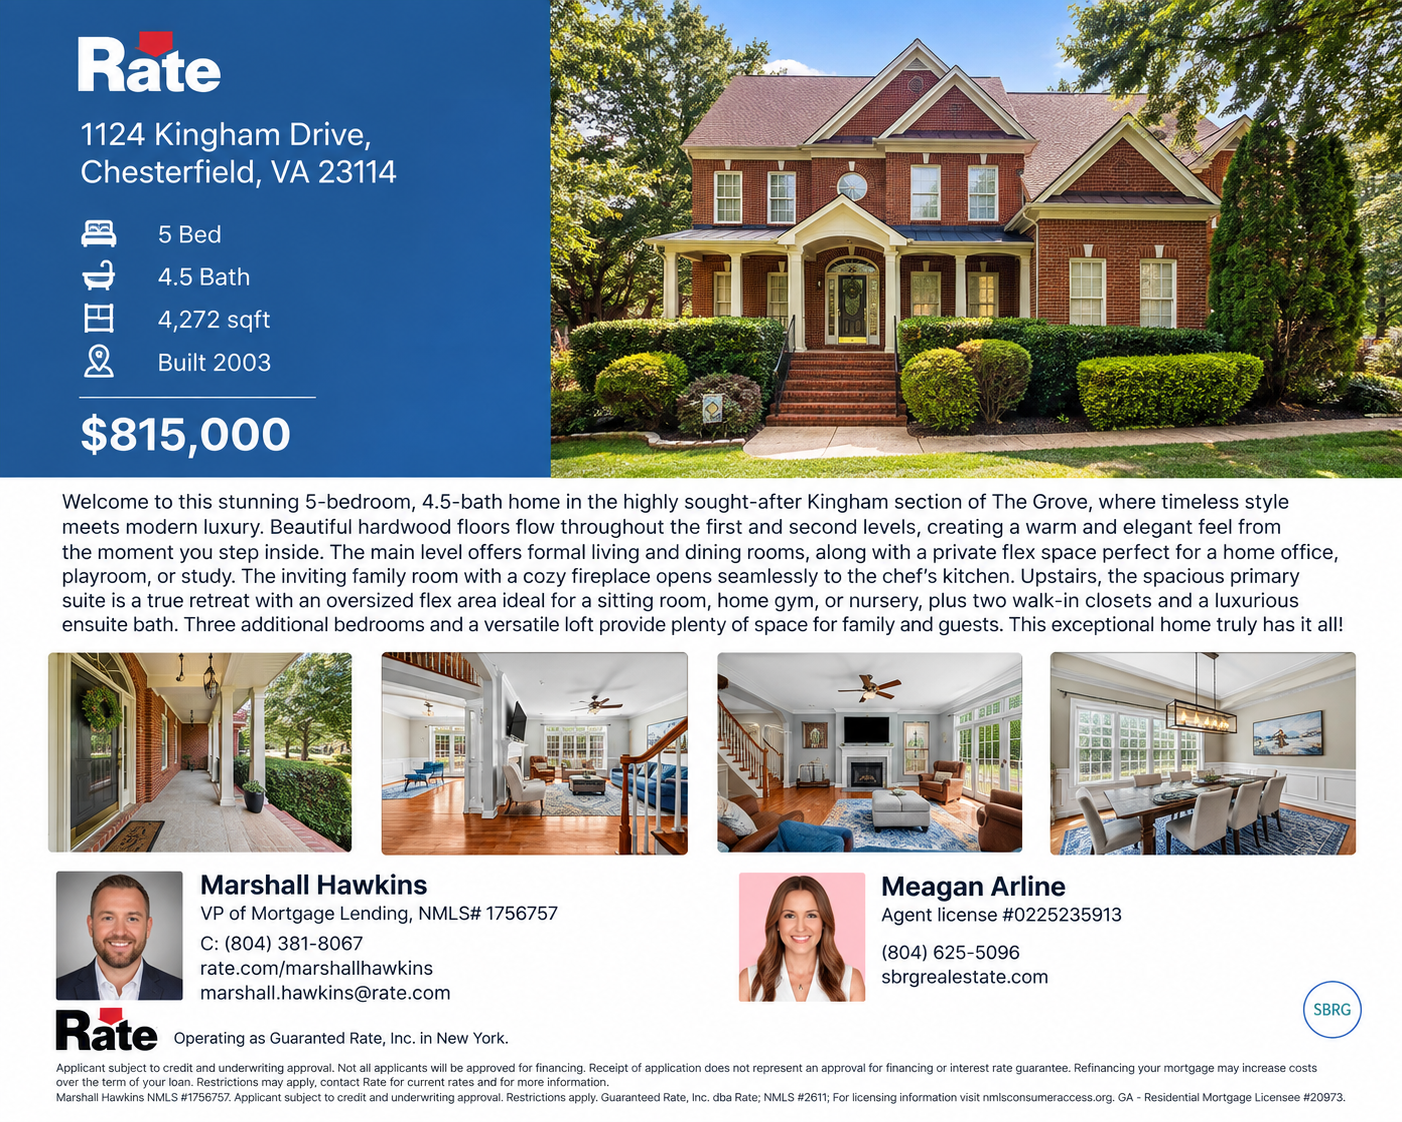 Rate
1124 Kingham Drive,
Chesterfield, VA 23114
5 Bed
4.5 Bath
4,272 sqft
Built 2003
$815,000
Welcome to this stunning 5-bedroom, 4.5-bath home in the highly sought-after Kingham section of The Grove, where timeless style
meets modern luxury. Beautiful hardwood floors flow throughout the first and second levels, creating a warm and elegant feel from
the moment you step inside. The main level offers formal living and dining rooms, along with a private flex space perfect for a home office,
playroom, or study. The inviting family room with a cozy fireplace opens seamlessly to the chef's kitchen. Upstairs, the spacious primary
suite is a true retreat with an oversized flex area ideal for a sitting room, home gym, or nursery, plus two walk-in closets and a luxurious
ensuite bath. Three additional bedrooms and a versatile loft provide plenty of space for family and guests. This exceptional home truly has it all!
Marshall Hawkins
VP of Mortgage Lending, NMLS# 1756757
C: (804) 381-8067
rate.com/marshallhawkins
marshall.hawkins@rate.com
Meagan Arline
Agent license #0225235913
(804) 625-5096
sbrgrealestate.com
SBRG
Rate
Operating as Guaranted Rate, Inc. in New York.
Applicant subject to credit and underwriting approval. Not all applicants will be approved for financing. Receipt of application does not represent an approval for financing or interest rate guarantee. Refinancing your mortgage may increase costs
over the term of your loan. Restrictions may apply, contact Rate for current rates and for more information.
Marshall Hawkins NMLS #1756757. Applicant subject to credit and underwriting approval. Restrictions apply. Guaranteed Rate, Inc. dba Rate; NMLS #2611; For licensing information visit nmlsconsumeraccess.org. GA - Residential Mortgage Licensee #20973.